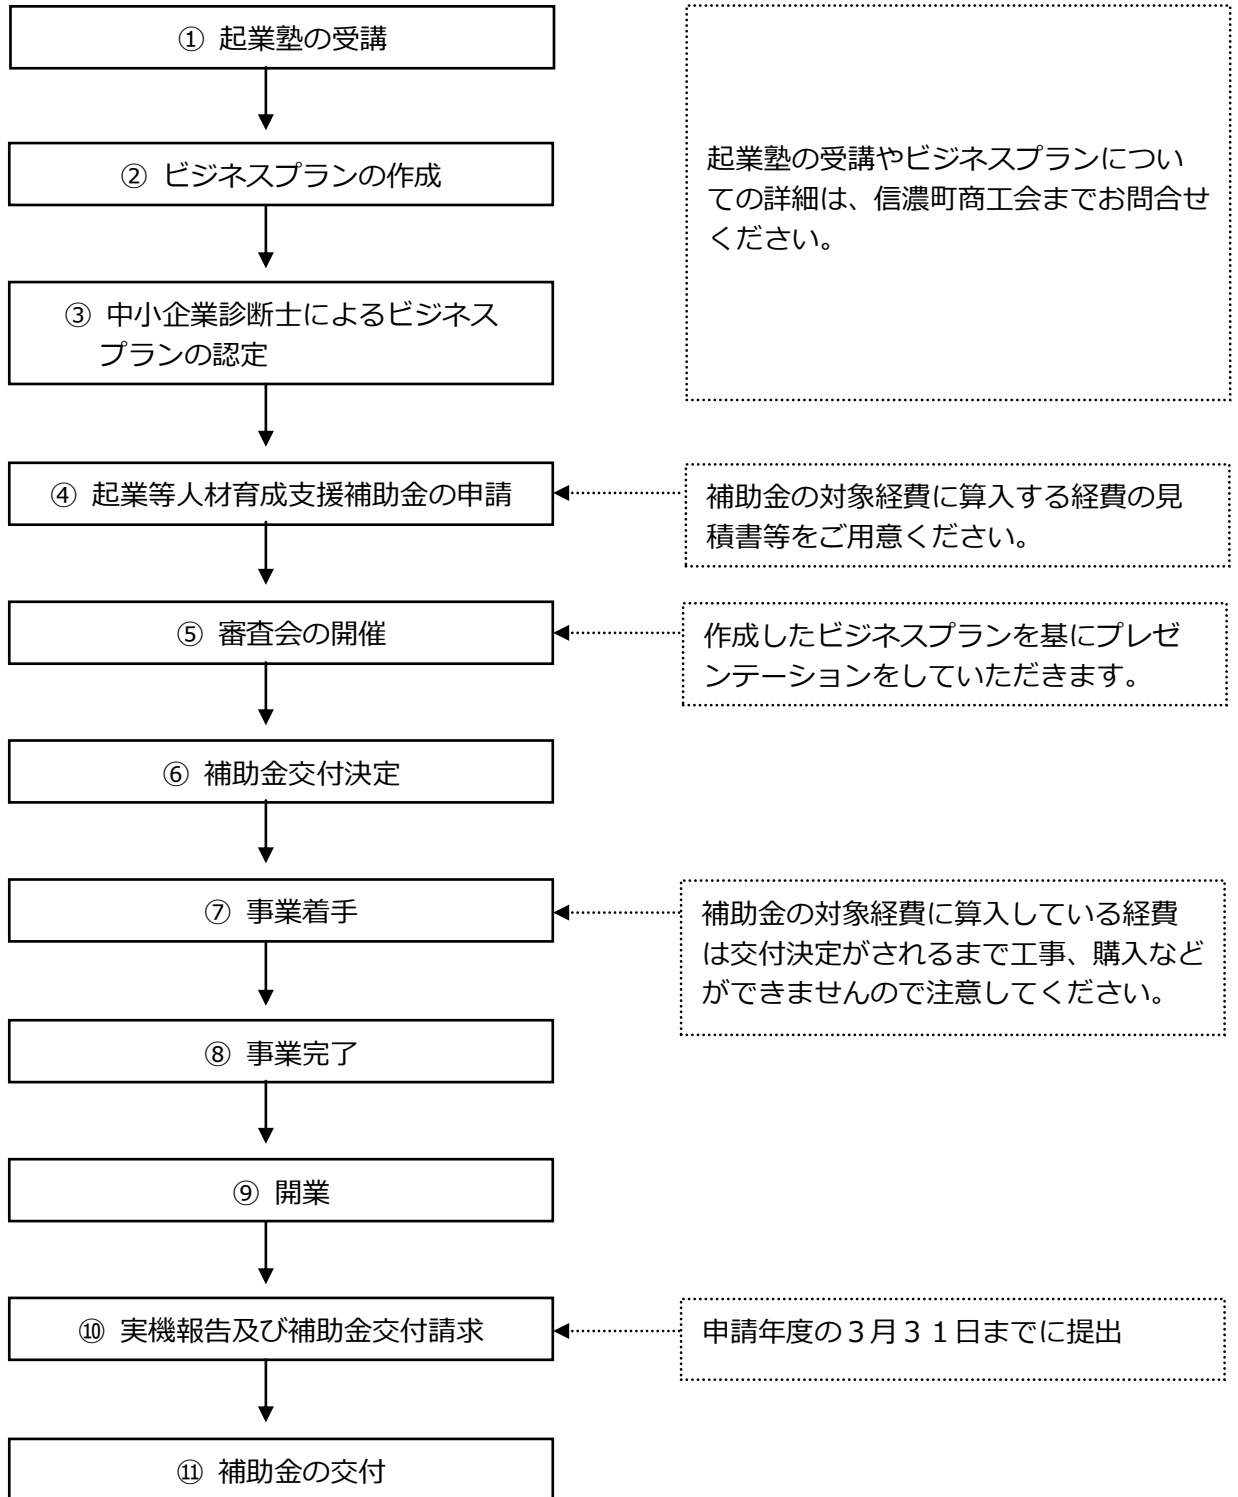 ① 起業塾の受講
起業塾の受講やビジネスプランについ
ての詳細は、信濃町商工会までお問合せ
ください。
② ビジネスプランの作成
③ 中小企業診断士によるビジネス
プランの認定
④ 起業等人材育成支援補助金の申請
補助金の対象経費に算入する経費の見
積書等をご用意ください。
⑤ 審査会の開催
作成したビジネスプランを基にプレゼ
ンテーションをしていただきます。
⑥ 補助金交付決定
⑦ 事業着手
補助金の対象経費に算入している経費
は交付決定がされるまで工事、購入など
ができませんので注意してください。
⑧ 事業完了
⑨ 開業
⑩ 実機報告及び補助金交付請求
申請年度の３月３１日までに提出
⑪ 補助金の交付